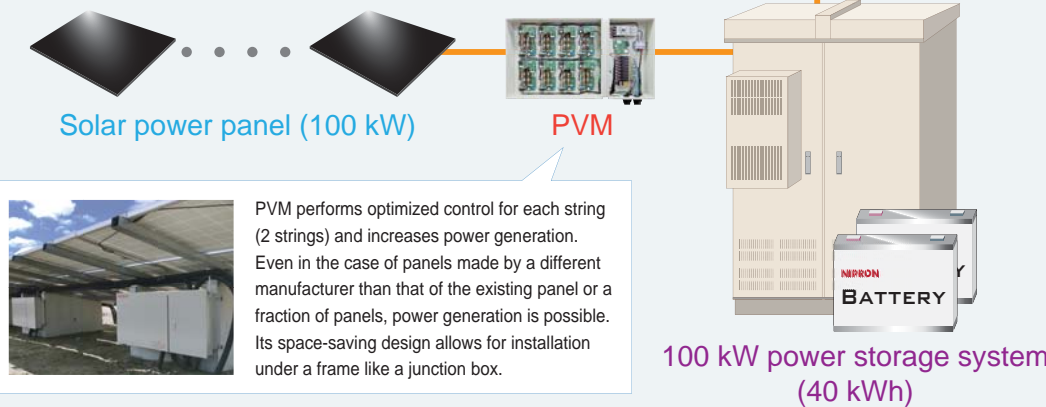 Solar power panel (100 kW)
PVM
PVM performs optimized control for each string
(2 strings) and increases power generation.
Even in the case of panels made by a different
manufacturer than that of the existing panel or a
fraction of panels, power generation is possible.
Its space-saving design allows for installation
under a frame like a junction box.
NIPRON
BATTERY
Y
100 kW power storage system
(40 kWh)